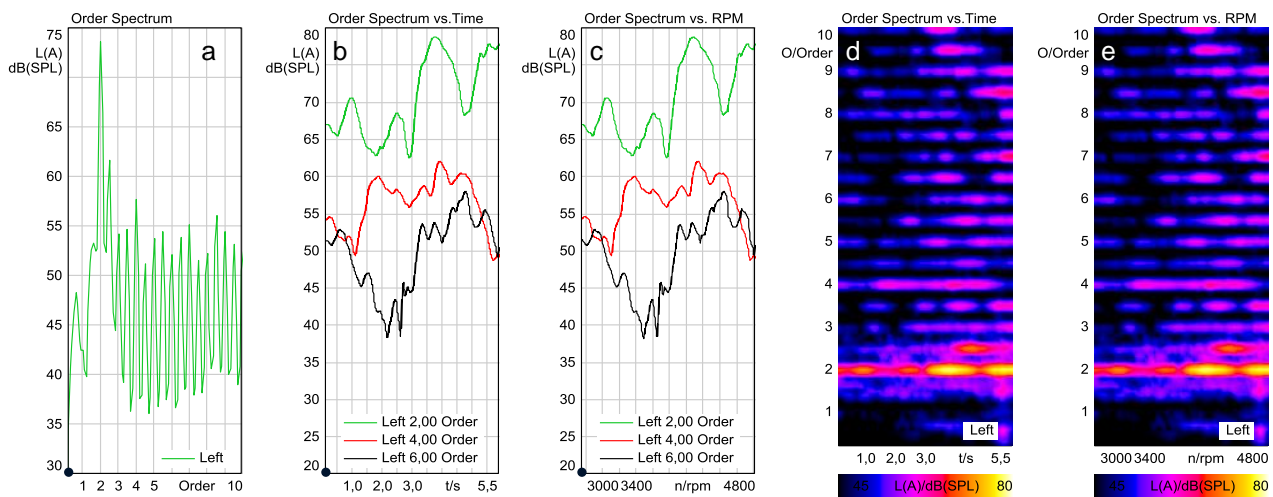 Order Spectrum
75
L(A)
dB(SPL)
a
65
60
55
50
45
40
35
30
Left
1 2 3 4 5 Order 10
Order Spectrum vs.Time
L(A)
dB(SPL)
b
80
75
70
65
60
55
50
45
40
35
30
25
20
Left 2,00 Order
Left 4,00 Order
Left 6,00 Order
1,0 2,0 3,0 t/s 5,5
Order Spectrum vs. RPM
L(A)
dB(SPL)
c
80
75
70
65
60
55
50
45
40
35
30
25
20
Left 2,00 Order
Left 4,00 Order
Left 6,00 Order
3000 3400 n/rpm 4800
Order Spectrum vs.Time
10
O/Order
d
9
8
7
6
5
4
3
2
1
Left
1,0 2,0 3,0 t/s 5,5
45 L(A)/dB(SPL) 80
Order Spectrum vs. RPM
10
O/Order
e
9
8
7
6
5
4
3
2
1
Left
3000 3400 n/rpm 4800
-45 L(A)/dB(SPL) 80